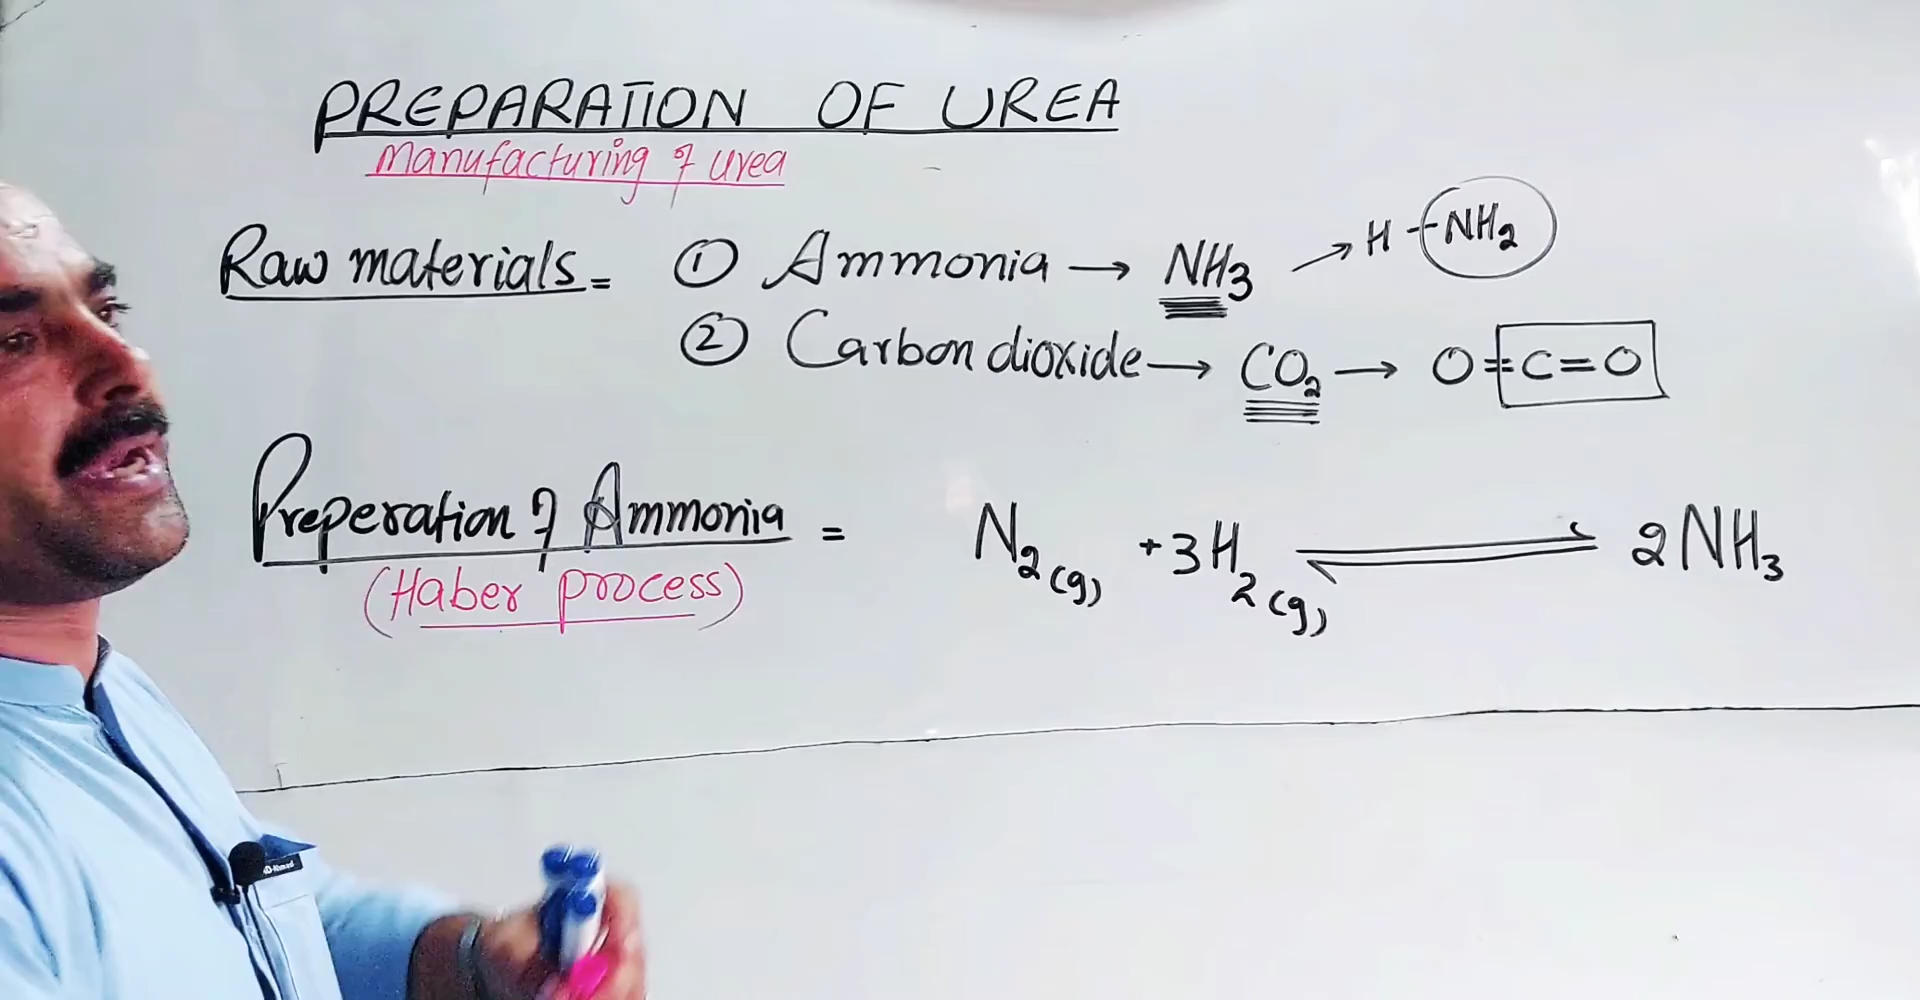 PREPARATION OF UREA
Manufacturing of urea
Raw materials = ① Ammonia → NH₃ → H - NH₂
② Carbon dioxide → CO₂ → O=C=O
Preperation of Ammonia = N₂(g) + 3H₂(g) ⇌ 2NH₃
(Haber process)